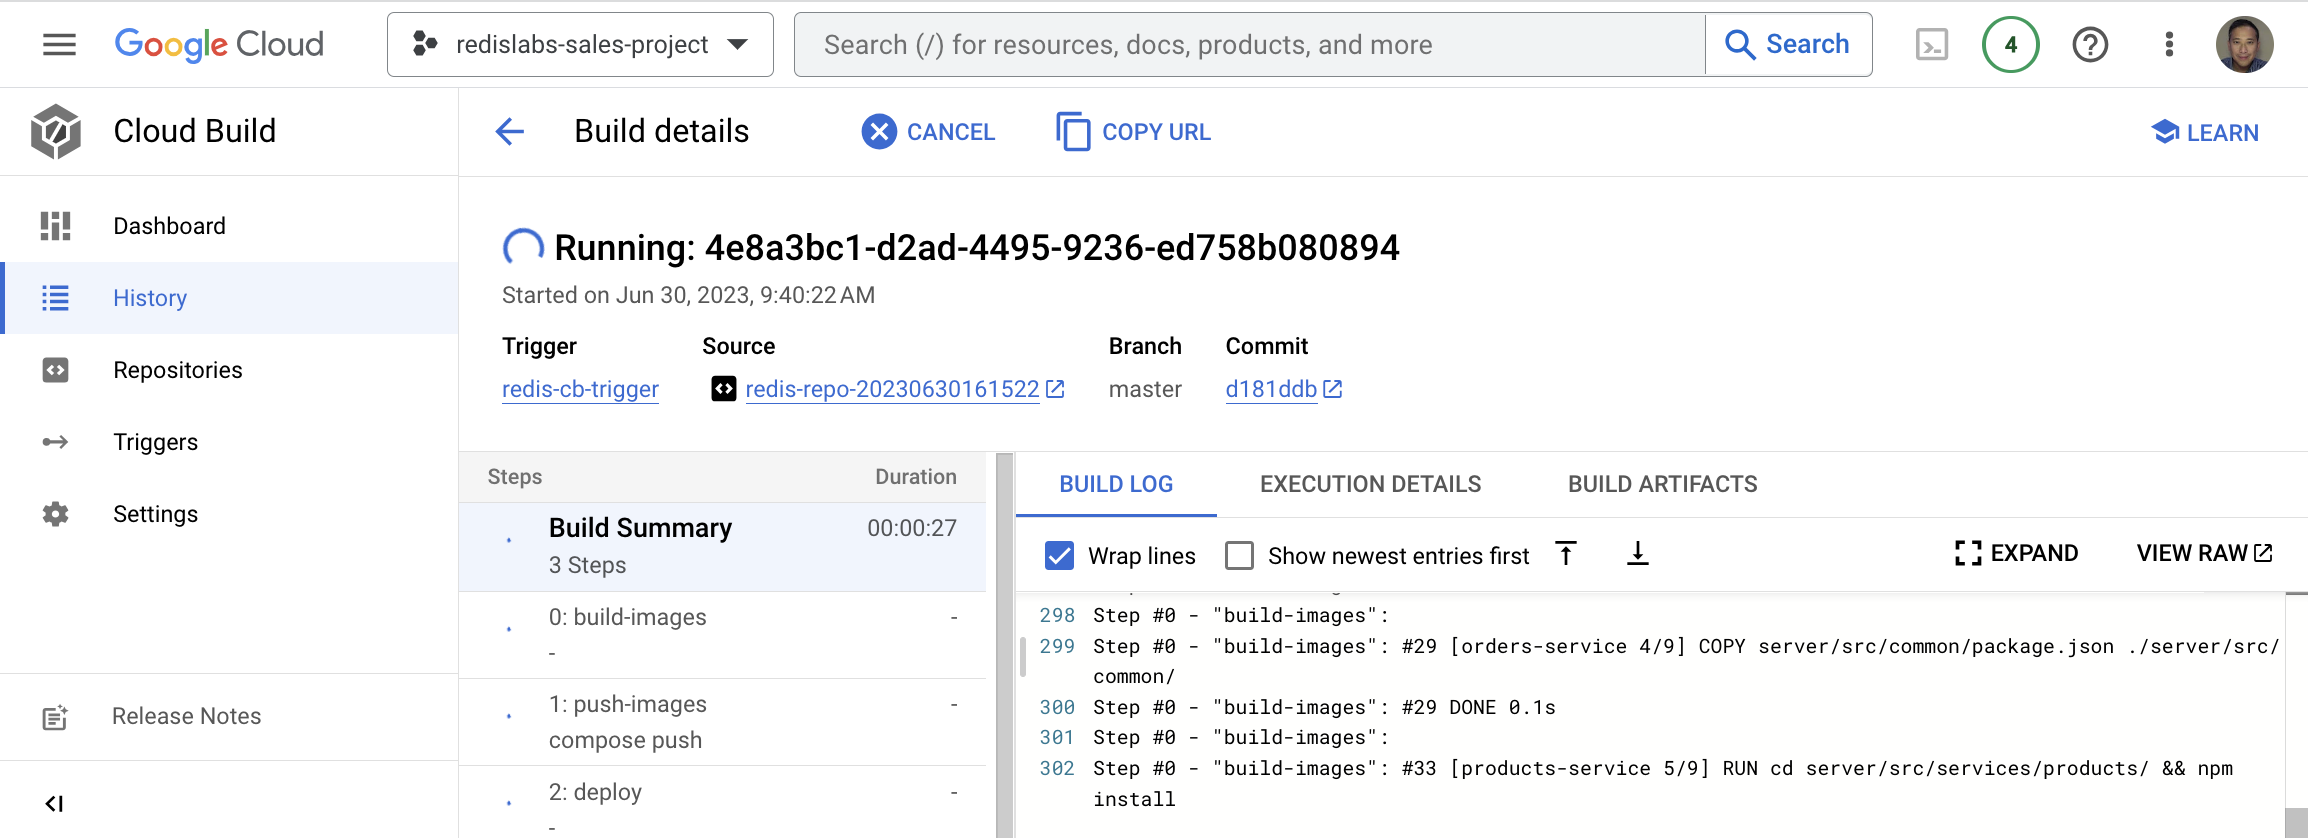 Google Cloud
redislabs-sales-project
Search (/) for resources, docs, products, and more
Search
4
Cloud Build
Build details
CANCEL
COPY URL
LEARN
Dashboard
History
Repositories
Triggers
Settings
Release Notes
Running: 4e8a3bc1-d2ad-4495-9236-ed758b080894
Started on Jun 30, 2023, 9:40:22 AM
Trigger
Source
Branch
Commit
redis-cb-trigger
redis-repo-20230630161522
master
d181ddb
Steps
Duration
Build Summary
00:00:27
3 Steps
0: build-images
-
-
1: push-images
-
compose push
2: deploy
-
-
BUILD LOG
EXECUTION DETAILS
BUILD ARTIFACTS
Wrap lines
Show newest entries first
EXPAND
VIEW RAW
298 Step #0 - "build-images":
299 Step #0 - "build-images": #29 [orders-service 4/9] COPY server/src/common/package.json ./server/src/
common/
300 Step #0 - "build-images": #29 DONE 0.1s
301 Step #0 - "build-images":
302 Step #0 - "build-images": #33 [products-service 5/9] RUN cd server/src/services/products/ && npm
install